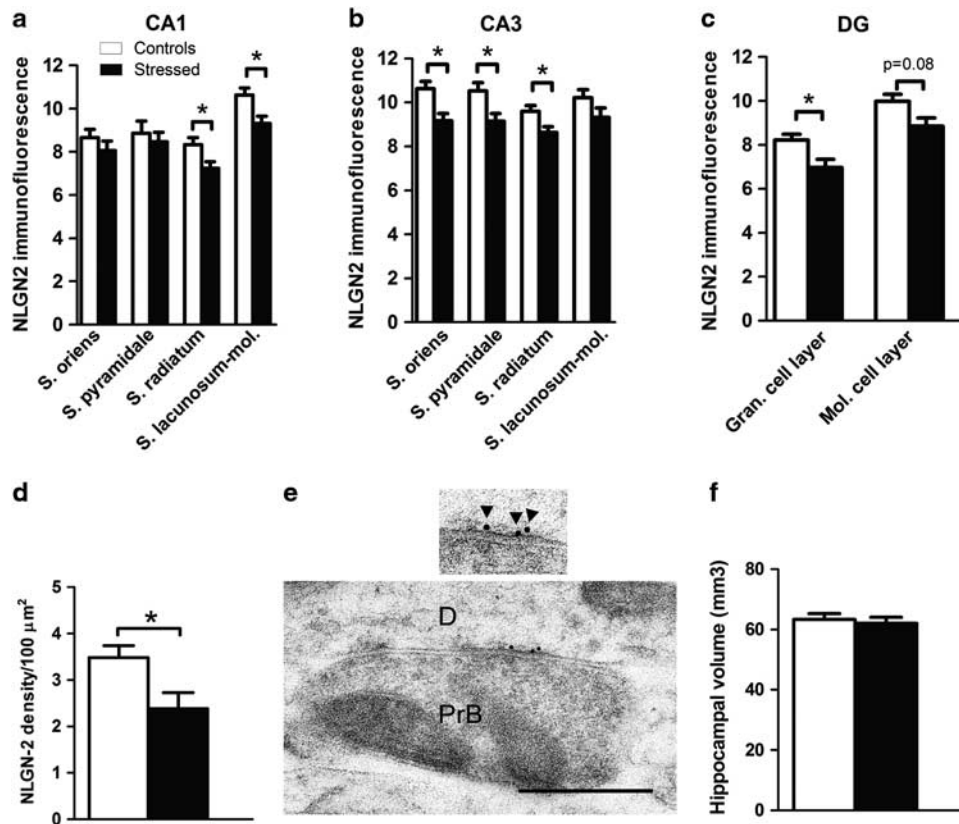 a
CA1
Controls
Stressed
NLGN2 immunofluorescence
14
12
10
8
6
4
2
0
*
*
S. oriens
S. pyramidale
S. radiatum
S. lacunosum-mol.
b
CA3
NLGN2 immunofluorescence
14
12
10
8
6
4
2
0
*
*
*
S. oriens
S. pyramidale
S. radiatum
S. lacunosum-mol.
c
DG
NLGN2 immunofluorescence
12
10
8
6
4
2
0
*
p=0.08
Gran. cell layer
Mol. cell layer
d
NLGN-2 density/100 µm²
5
4
3
2
1
0
*
e
D
PrB
f
Hippocampal volume (mm3)
80
60
40
20
0